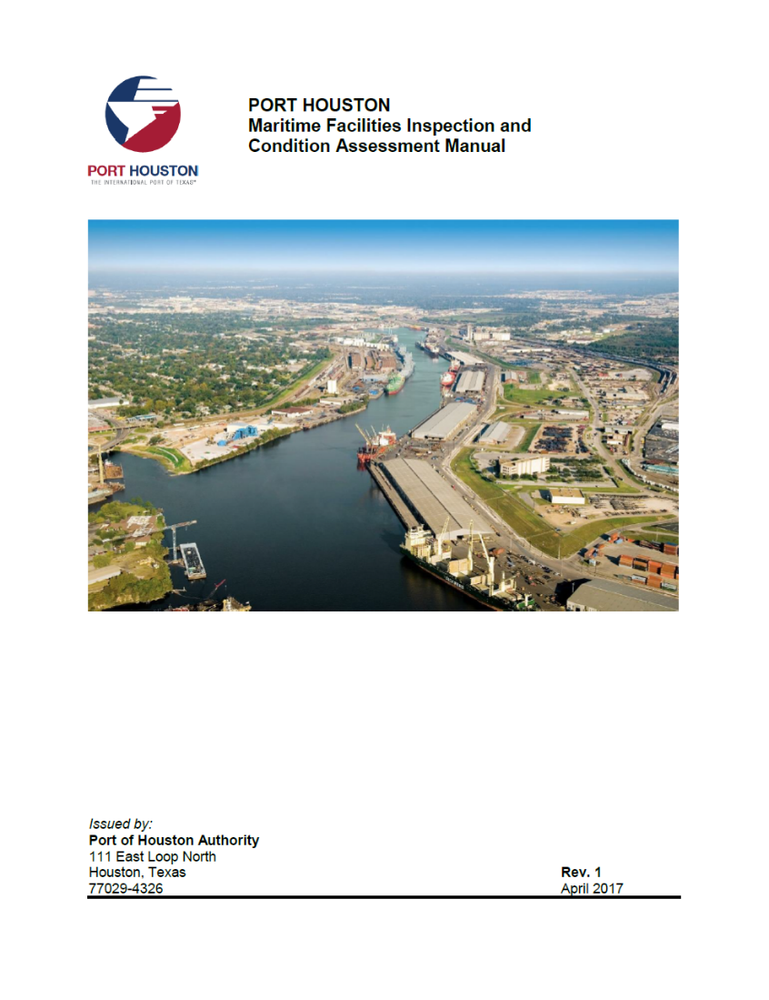 PORT HOUSTON
THE INTERNATIONAL PORT OF TEXAS™
PORT HOUSTON
Maritime Facilities Inspection and
Condition Assessment Manual
Issued by:
Port of Houston Authority
111 East Loop North
Houston, Texas
77029-4326
Rev. 1
April 2017